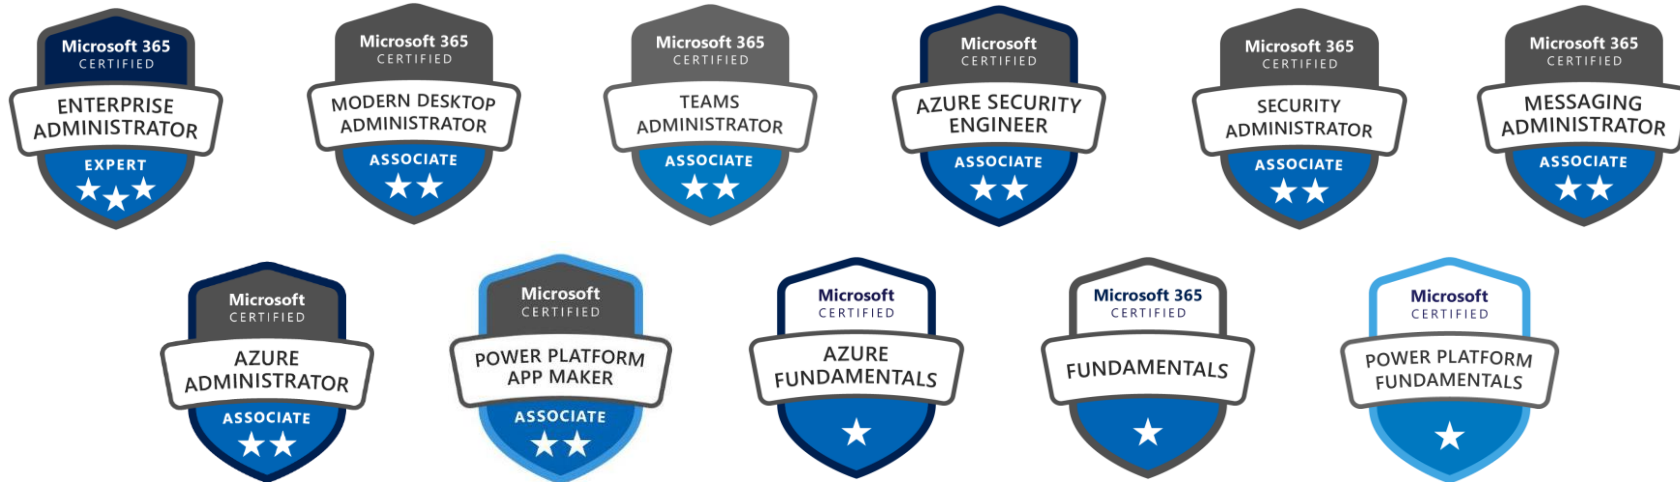 Microsoft 365
CERTIFIED
ENTERPRISE
ADMINISTRATOR
EXPERT
Microsoft 365
CERTIFIED
MODERN DESKTOP
ADMINISTRATOR
ASSOCIATE
Microsoft 365
CERTIFIED
TEAMS
ADMINISTRATOR
ASSOCIATE
Microsoft
CERTIFIED
AZURE SECURITY
ENGINEER
ASSOCIATE
Microsoft 365
CERTIFIED
SECURITY
ADMINISTRATOR
ASSOCIATE
Microsoft 365
CERTIFIED
MESSAGING
ADMINISTRATOR
ASSOCIATE
Microsoft
CERTIFIED
AZURE
ADMINISTRATOR
ASSOCIATE
Microsoft
CERTIFIED
POWER PLATFORM
APP MAKER
ASSOCIATE
Microsoft
CERTIFIED
AZURE
FUNDAMENTALS
Microsoft 365
CERTIFIED
FUNDAMENTALS
Microsoft
CERTIFIED
POWER PLATFORM
FUNDAMENTALS